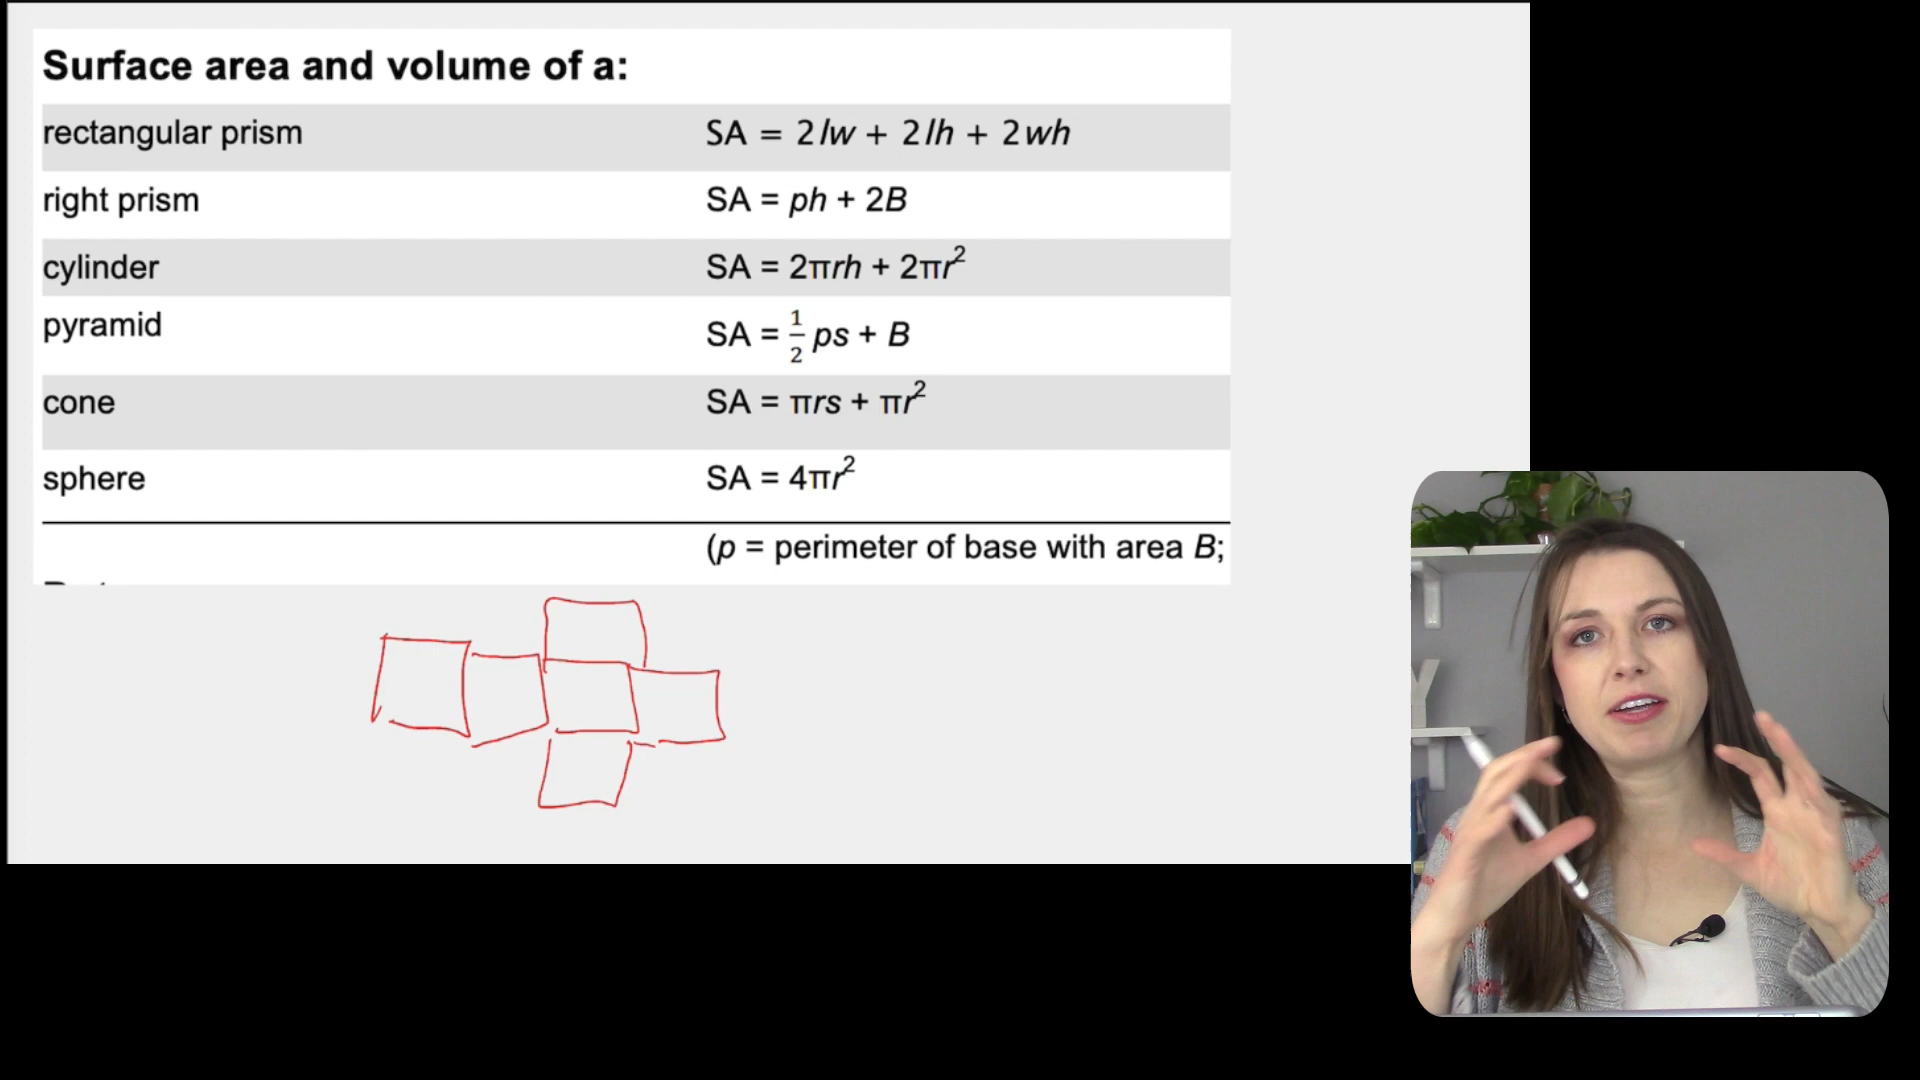 Surface area and volume of a:
rectangular prism SA = 2lw + 2lh + 2wh
right prism SA = ph + 2B
cylinder SA = 2πrh + 2πr²
pyramid SA = 1/2 ps + B
cone SA = πrs + πr²
sphere SA = 4πr²
(p = perimeter of base with area B;
Y